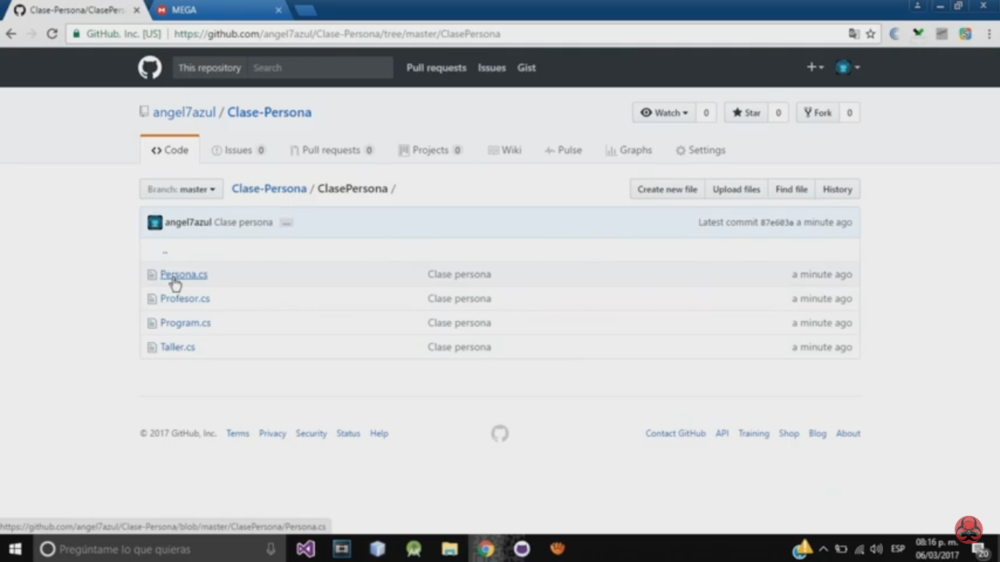 Clase-Persona/ClasePers
MEGA
GitHub, Inc. [US] https://github.com/angel7azul/Clase-Persona/tree/master/ClasePersona
This repository Search Pull requests Issues Gist
angel7azul / Clase-Persona
Watch 0 Star 0 Fork 0
Code Issues 0 Pull requests 0 Projects 0 Wiki Pulse Graphs Settings
Branch: master Clase-Persona / ClasePersona /
Create new file Upload files Find file History
angel7azul Clase persona ... Latest commit 87e603a a minute ago
..
Persona.cs Clase persona a minute ago
Profesor.cs Clase persona a minute ago
Program.cs Clase persona a minute ago
Taller.cs Clase persona a minute ago
© 2017 GitHub, Inc. Terms Privacy Security Status Help
Contact GitHub API Training Shop Blog About
https://github.com/angel7azul/Clase-Persona/blob/master/ClasePersona/Persona.cs
Pregúntame lo que quieras
ESP
08:16 p. m.
06/03/2017
20